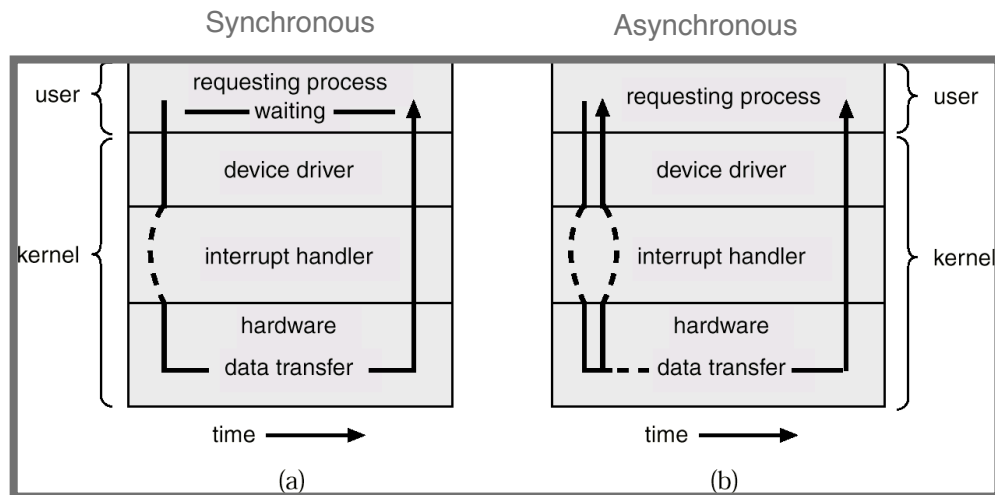 Synchronous
Asynchronous
user
requesting process
waiting
device driver
kernel
interrupt handler
hardware
data transfer
time
(a)
requesting process
user
device driver
interrupt handler
kernel
hardware
data transfer
time
(b)